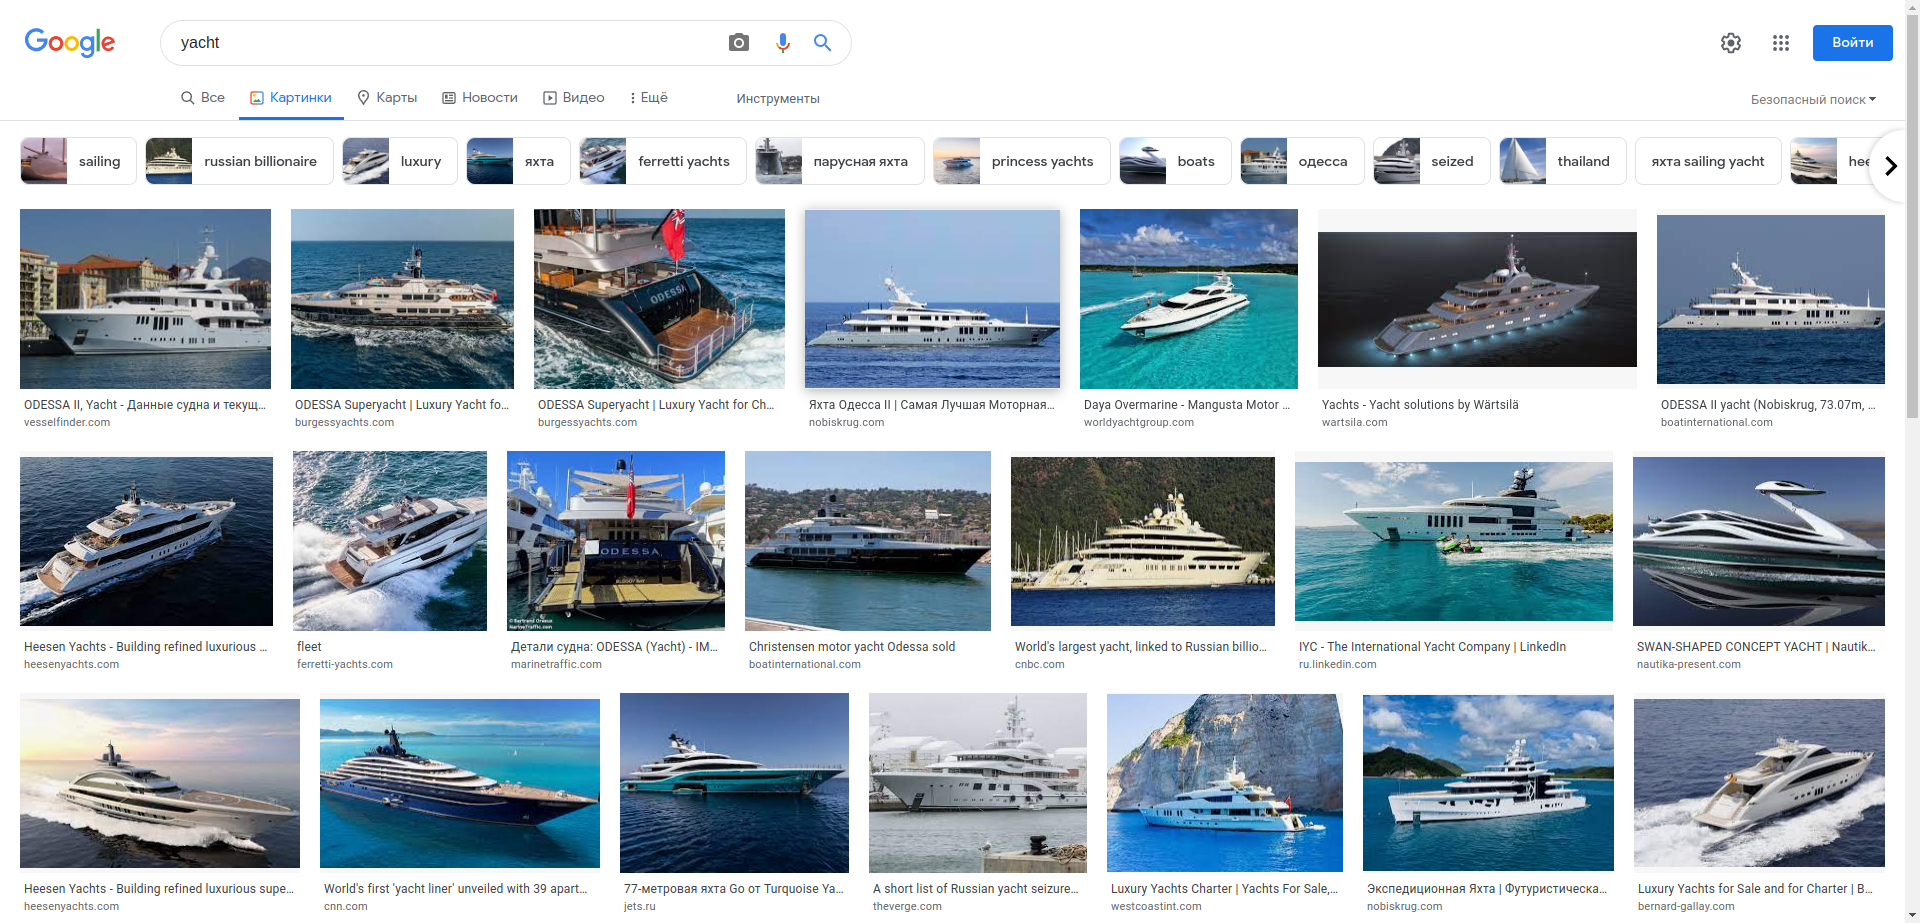 Google
yacht
Войти
Все
Картинки
Карты
Новости
Видео
Ещё
Инструменты
Безопасный поиск
sailing
russian billionaire
luxury
яхта
ferretti yachts
парусная яхта
princess yachts
boats
одесса
seized
thailand
яхта sailing yacht
ODESSA
ODESSA II, Yacht - Данные судна и текущ...
vesselfinder.com
ODESSA Superyacht | Luxury Yacht fo...
burgessyachts.com
ODESSA Superyacht | Luxury Yacht for Ch...
burgessyachts.com
Яхта Одесса II | Самая Лучшая Моторная...
nobiskrug.com
Daya Overmarine - Mangusta Motor ...
worldyachtgroup.com
Yachts - Yacht solutions by Wärtsilä
wartsila.com
ODESSA II yacht (Nobiskrug, 73.07m, ...
boatinternational.com
ODESSA
MarineTraffic.com
Heesen Yachts - Building refined luxurious ...
heesenyachts.com
fleet
ferretti-yachts.com
Детали судна: ODESSA (Yacht) - IM...
marinetraffic.com
Christensen motor yacht Odessa sold
boatinternational.com
World's largest yacht, linked to Russian billio...
cnbc.com
IYC - The International Yacht Company | LinkedIn
ru.linkedin.com
SWAN-SHAPED CONCEPT YACHT | Nautik...
nautika-present.com
Heesen Yachts - Building refined luxurious supe...
heesenyachts.com
World's first 'yacht liner' unveiled with 39 apart...
cnn.com
77-метровая яхта Go от Turquoise Ya...
jets.ru
A short list of Russian yacht seizure...
theverge.com
Luxury Yachts Charter | Yachts For Sale,...
westcoastint.com
Экспедиционная Яхта | Футуристическа...
nobiskrug.com
Luxury Yachts for Sale and for Charter | B...
bernard-gallay.com